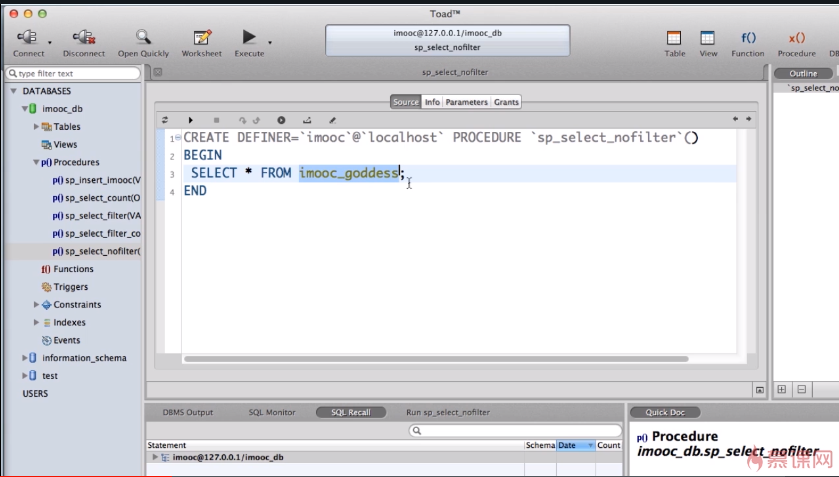 Toad™
Connect
Disconnect
Open Quickly
Worksheet
Execute
imooc@127.0.0.1/imooc_db
sp_select_nofilter
f()
x()
Table
View
Function
Procedure
type filter text
sp_select_nofilter
Outline
DATABASES
imooc_db
Tables
Views
p() Procedures
p() sp_insert_imooc(V
p() sp_select_count(O
p() sp_select_filter(VA
p() sp_select_filter_co
p() sp_select_nofilter(
f() Functions
Triggers
Constraints
Indexes
Events
information_schema
test
USERS
Source Info Parameters Grants
`sp_select_no
1 CREATE DEFINER=`imooc`@`localhost` PROCEDURE `sp_select_nofilter`()
2 BEGIN
3 SELECT * FROM imooc_goddess;
4 END
DBMS Output SQL Monitor SQL Recall Run sp_select_nofilter
Statement Schema Date Count
imooc@127.0.0.1/imooc_db
Quick Doc
p() Procedure
imooc_db.sp_select_nofilter
慕课网